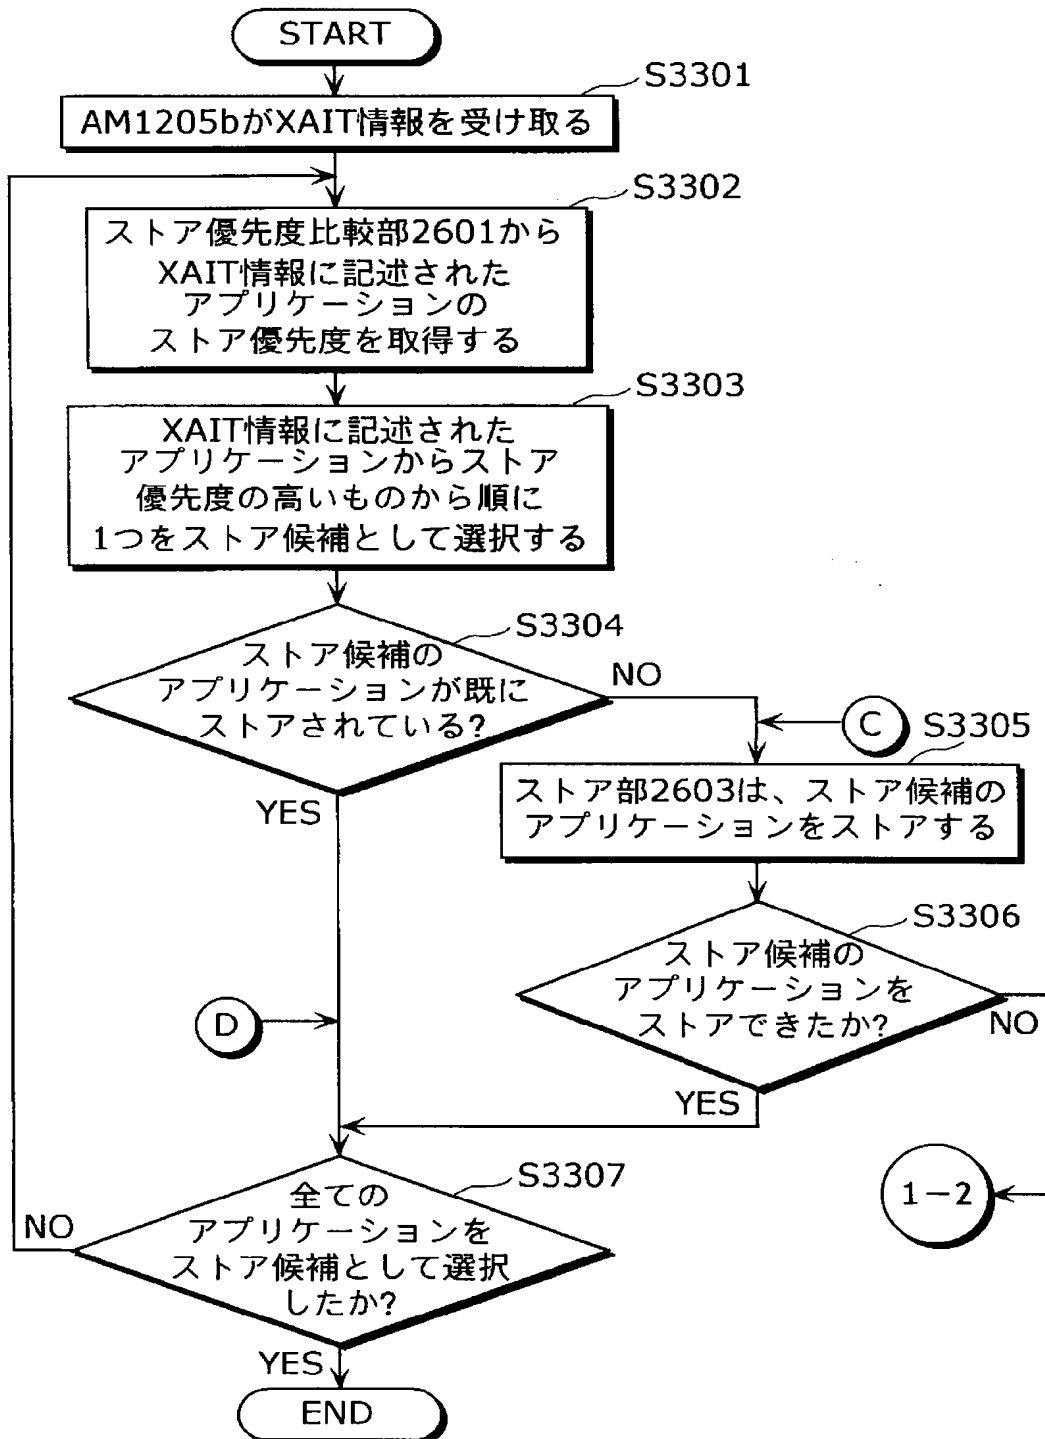 START
S3301
AM1205bがXAIT情報を受け取る
S3302
ストア優先度比較部2601から
XAIT情報に記述された
アプリケーションの
ストア優先度を取得する
S3303
XAIT情報に記述された
アプリケーションからストア
優先度の高いものから順に
1つをストア候補として選択する
S3304
ストア候補の
アプリケーションが既に
ストアされている?
NO
YES
C
S3305
ストア部2603は、ストア候補の
アプリケーションをストアする
S3306
ストア候補の
アプリケーションを
ストアできたか?
NO
YES
D
S3307
全ての
アプリケーションを
ストア候補として選択
したか?
NO
YES
1-2
END